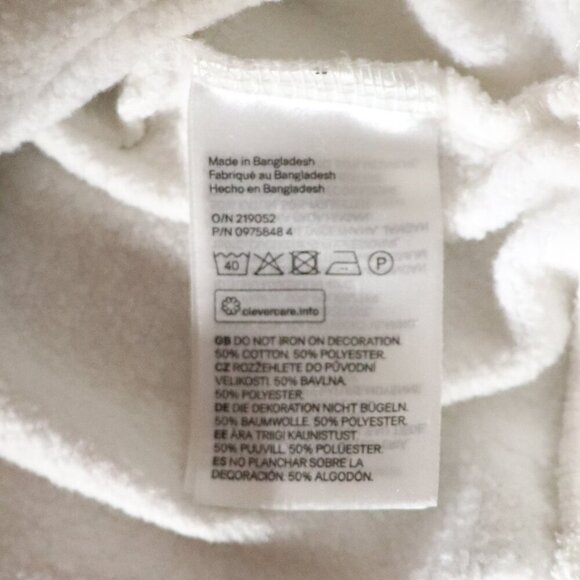 Made in Bangladesh
Fabriqué au Bangladesh
Hecho en Bangladesh
O/N 219052
P/N 0975848 4
40
P
clevercare.info
GB DO NOT IRON ON DECORATION.
50% COTTON. 50% POLYESTER.
CZ ROZŽEHLETE DO PŮVODNÍ
VELIKOSTI. 50% BAVLNA.
50% POLYESTER.
DE DIE DEKORATION NICHT BÜGELN.
50% BAUMWOLLE. 50% POLYESTER.
EE ÄRA TRIIGI KAUNISTUST.
50% PUUVILL. 50% POLÜESTER.
ES NO PLANCHAR SOBRE LA
DECORACIÓN. 50% ALGODÓN.